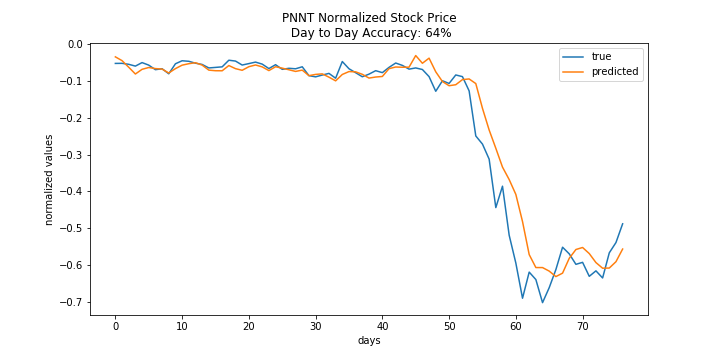 PNNT Normalized Stock Price
Day to Day Accuracy: 64%
true
predicted
normalized values
0.0
−0.1
−0.2
−0.3
−0.4
−0.5
−0.6
−0.7
0 10 20 30 40 50 60 70
days